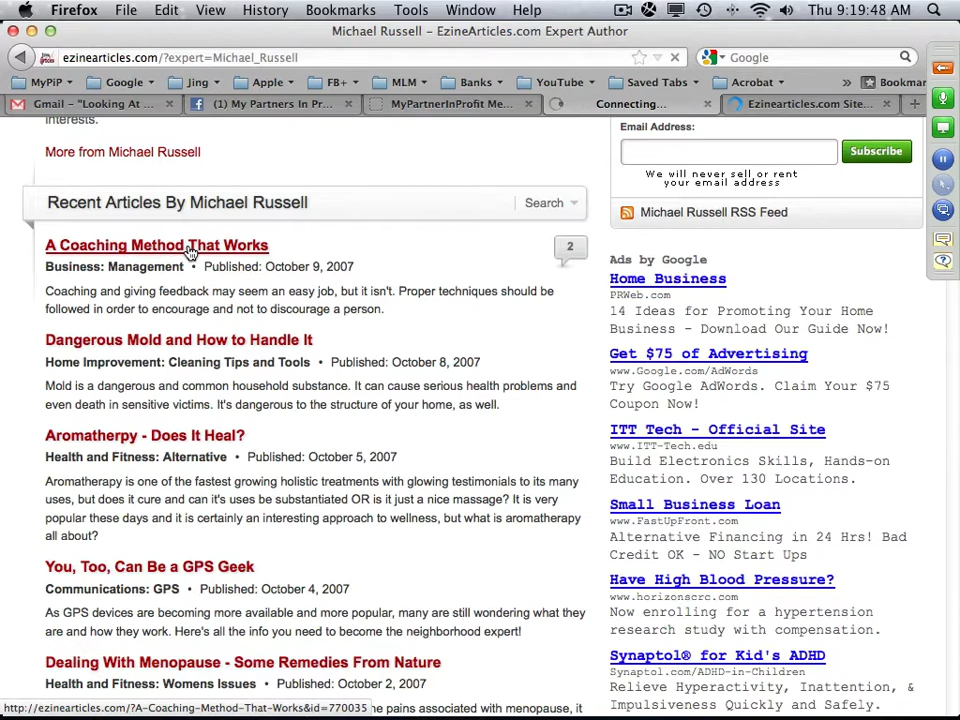 Firefox File Edit View History Bookmarks Tools Window Help Thu 9:19:48 AM
Michael Russell - EzineArticles.com Expert Author
ezinearticles.com/?expert=Michael_Russell Google
MyPiP Google Jing Apple FB+ MLM Banks YouTube Saved Tabs Acrobat » Bookmar
Gmail - "Looking At ... (1) My Partners In Pr... MyPartnerInProfit Me... Connecting... Ezinearticles.com Site...
interests.
More from Michael Russell
Recent Articles By Michael Russell Search
A Coaching Method That Works
2
Business: Management • Published: October 9, 2007
Coaching and giving feedback may seem an easy job, but it isn't. Proper techniques should be
followed in order to encourage and not to discourage a person.
Dangerous Mold and How to Handle It
Home Improvement: Cleaning Tips and Tools • Published: October 8, 2007
Mold is a dangerous and common household substance. It can cause serious health problems and
even death in sensitive victims. It's dangerous to the structure of your home, as well.
Aromatherpy - Does It Heal?
Health and Fitness: Alternative • Published: October 5, 2007
Aromatherapy is one of the fastest growing holistic treatments with glowing testimonials to its many
uses, but does it cure and can it's uses be substantiated OR is it just a nice massage? It is very
popular these days and it is certainly an interesting approach to wellness, but what is aromatherapy
all about?
You, Too, Can Be a GPS Geek
Communications: GPS • Published: October 4, 2007
As GPS devices are becoming more available and more popular, many are still wondering what they
are and how they work. Here's all the info you need to become the neighborhood expert!
Dealing With Menopause - Some Remedies From Nature
Health and Fitness: Womens Issues • Published: October 2, 2007
he pains associated with menopause, it
http://ezinearticles.com/?A-Coaching-Method-That-Works&id=770035
Email Address:
Subscribe
We will never sell or rent
your email address
Michael Russell RSS Feed
Ads by Google
Home Business
PRWeb.com
14 Ideas for Promoting Your Home
Business - Download Our Guide Now!
Get $75 of Advertising
www.Google.com/AdWords
Try Google AdWords. Claim Your $75
Coupon Now!
ITT Tech - Official Site
www.ITT-Tech.edu
Build Electronics Skills, Hands-on
Education. Over 130 Locations.
Small Business Loan
www.FastUpFront.com
Alternative Financing in 24 Hrs! Bad
Credit OK - NO Start Ups
Have High Blood Pressure?
www.horizonscrc.com
Now enrolling for a hypertension
research study with compensation.
Synaptol® for Kid's ADHD
Synaptol.com/ADHD-in-Children
Relieve Hyperactivity, Inattention, &
Impulsiveness Quickly and Safely.